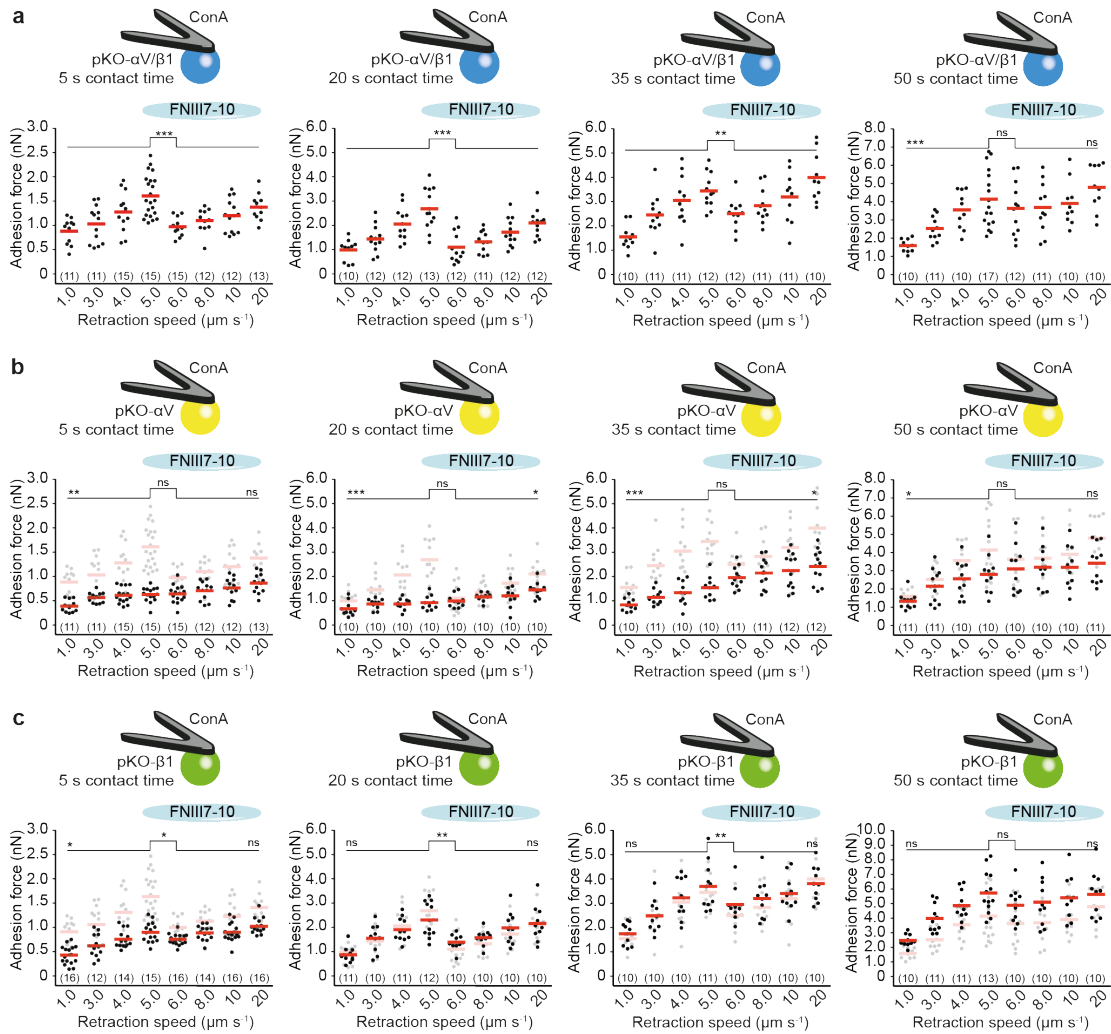 a
ConA
pKO-αV/β1
5 s contact time
FNIII7-10
Adhesion force (nN)
3.0
2.5
2.0
1.5
1.0
0.5
0
***
(11) (11) (15) (15) (15) (12) (12) (13)
1.0 3.0 4.0 5.0 6.0 8.0 10 20
Retraction speed (µm s⁻¹)
ConA
pKO-αV/β1
20 s contact time
FNIII7-10
Adhesion force (nN)
6.0
5.0
4.0
3.0
2.0
1.0
0
***
(10) (12) (12) (13) (12) (12) (12) (12)
1.0 3.0 4.0 5.0 6.0 8.0 10 20
Retraction speed (µm s⁻¹)
ConA
pKO-αV/β1
35 s contact time
FNIII7-10
Adhesion force (nN)
6.0
5.0
4.0
3.0
2.0
1.0
0
**
(10) (11) (11) (12) (12) (11) (11) (10)
1.0 3.0 4.0 5.0 6.0 8.0 10 20
Retraction speed (µm s⁻¹)
ConA
pKO-αV/β1
50 s contact time
FNIII7-10
Adhesion force (nN)
8.0
7.0
6.0
5.0
4.0
3.0
2.0
1.0
0
*** ns ns
(10) (11) (10) (17) (12) (11) (10) (10)
1.0 3.0 4.0 5.0 6.0 8.0 10 20
Retraction speed (µm s⁻¹)
b
ConA
pKO-αV
5 s contact time
FNIII7-10
Adhesion force (nN)
3.0
2.5
2.0
1.5
1.0
0.5
0
** ns ns
(11) (11) (15) (15) (15) (12) (12) (13)
1.0 3.0 4.0 5.0 6.0 8.0 10 20
Retraction speed (µm s⁻¹)
ConA
pKO-αV
20 s contact time
FNIII7-10
Adhesion force (nN)
6.0
5.0
4.0
3.0
2.0
1.0
0
*** ns *
(10) (10) (10) (10) (10) (10) (10) (10)
1.0 3.0 4.0 5.0 6.0 8.0 10 20
Retraction speed (µm s⁻¹)
ConA
pKO-αV
35 s contact time
FNIII7-10
Adhesion force (nN)
6.0
5.0
4.0
3.0
2.0
1.0
0
*** ns *
(10) (10) (10) (10) (11) (11) (12) (12)
1.0 3.0 4.0 5.0 6.0 8.0 10 20
Retraction speed (µm s⁻¹)
ConA
pKO-αV
50 s contact time
FNIII7-10
Adhesion force (nN)
8.0
7.0
6.0
5.0
4.0
3.0
2.0
1.0
0
* ns ns
(11) (11) (10) (10) (11) (11) (10) (11)
1.0 3.0 4.0 5.0 6.0 8.0 10 20
Retraction speed (µm s⁻¹)
c
ConA
pKO-β1
5 s contact time
FNIII7-10
Adhesion force (nN)
3.0
2.5
2.0
1.5
1.0
0.5
0
* * ns
(16) (12) (14) (15) (16) (14) (16) (16)
1.0 3.0 4.0 5.0 6.0 8.0 10 20
Retraction speed (µm s⁻¹)
ConA
pKO-β1
20 s contact time
FNIII7-10
Adhesion force (nN)
6.0
5.0
4.0
3.0
2.0
1.0
0
ns ** ns
(11) (10) (11) (12) (10) (10) (10) (10)
1.0 3.0 4.0 5.0 6.0 8.0 10 20
Retraction speed (µm s⁻¹)
ConA
pKO-β1
35 s contact time
FNIII7-10
Adhesion force (nN)
6.0
5.0
4.0
3.0
2.0
1.0
0
ns ** ns
(10) (10) (10) (11) (10) (10) (10) (10)
1.0 3.0 4.0 5.0 6.0 8.0 10 20
Retraction speed (µm s⁻¹)
ConA
pKO-β1
50 s contact time
FNIII7-10
Adhesion force (nN)
10.0
9.0
8.0
7.0
6.0
5.0
4.0
3.0
2.0
1.0
0
ns ns ns
(10) (11) (11) (13) (10) (11) (10) (10)
1.0 3.0 4.0 5.0 6.0 8.0 10 20
Retraction speed (µm s⁻¹)